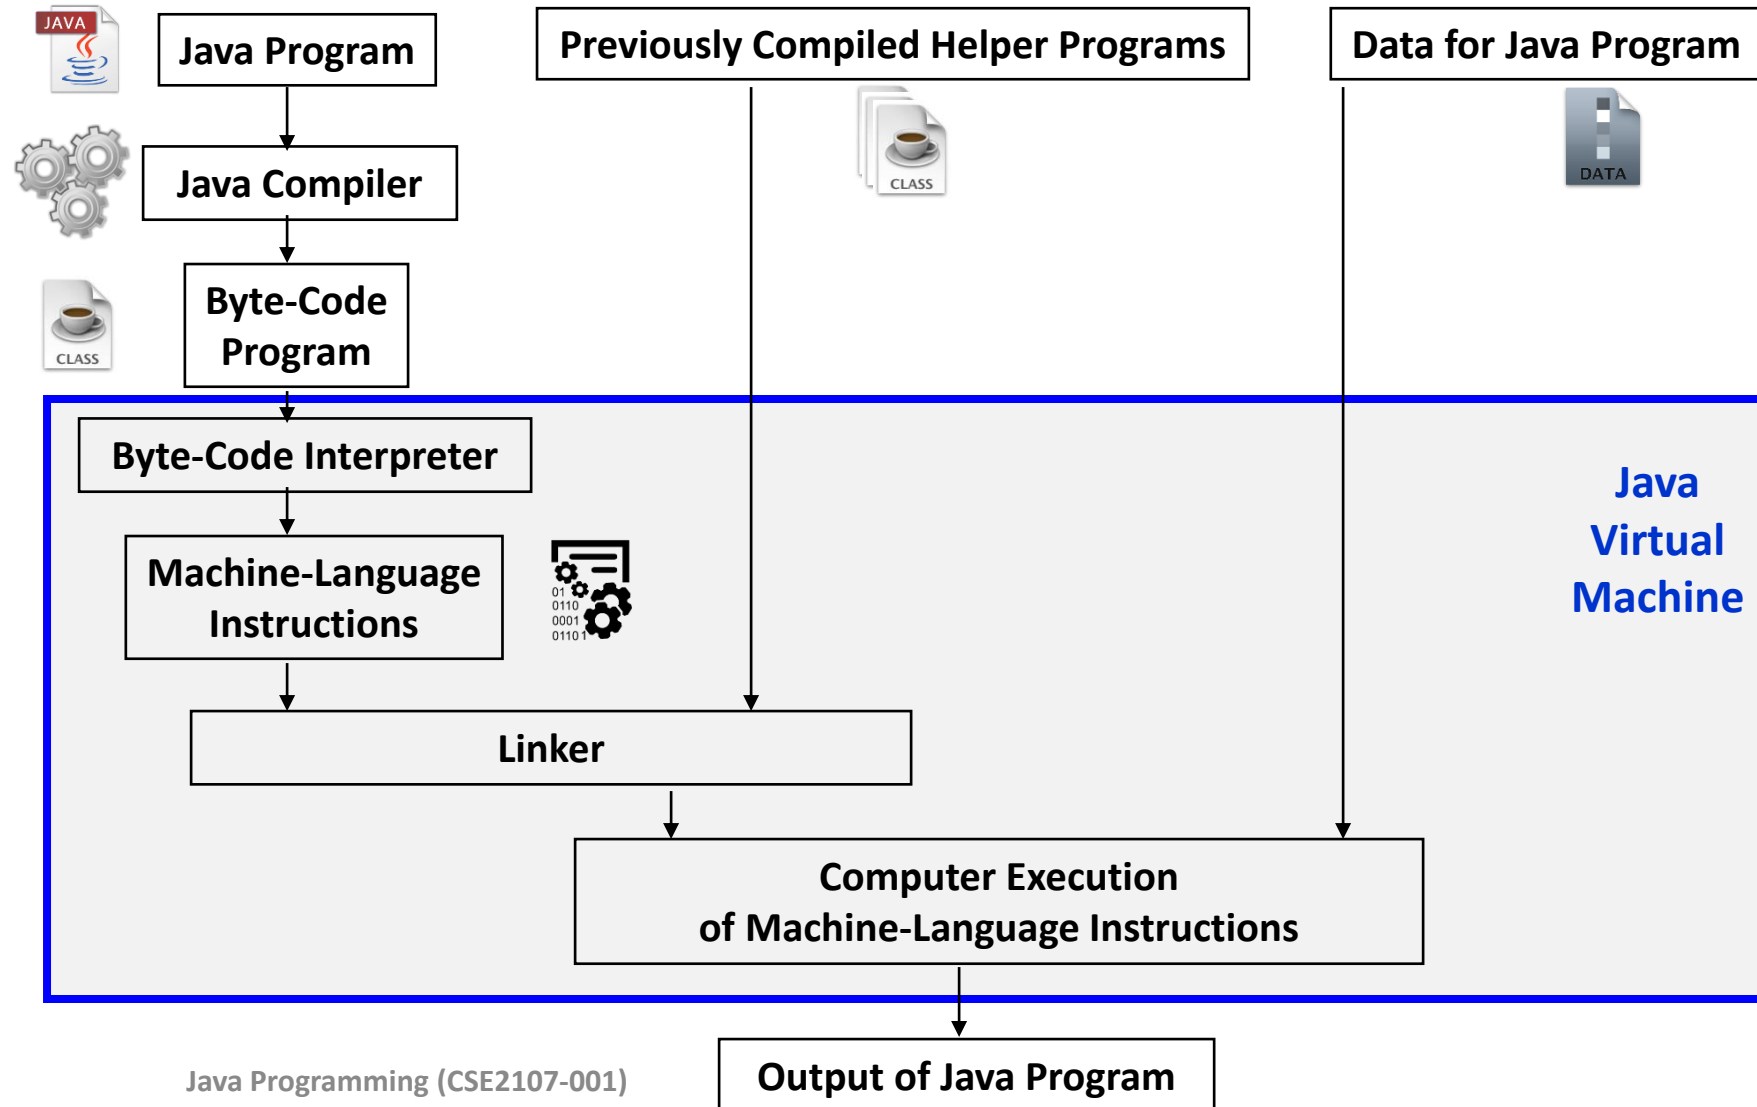 JAVA
Java Program
Previously Compiled Helper Programs
Data for Java Program
CLASS
DATA
Java Compiler
Byte-Code
Program
CLASS
Byte-Code Interpreter
Java
Virtual
Machine
Machine-Language
Instructions
01
0110
0001
01101
Linker
Computer Execution
of Machine-Language Instructions
Java Programming (CSE2107-001)
Output of Java Program